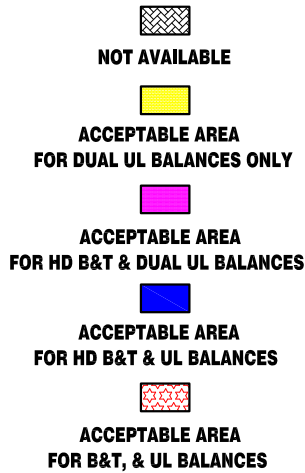 NOT AVAILABLE
ACCEPTABLE AREA
FOR DUAL UL BALANCES ONLY
ACCEPTABLE AREA
FOR HD B&T & DUAL UL BALANCES
ACCEPTABLE AREA
FOR HD B&T & UL BALANCES
ACCEPTABLE AREA
FOR B&T, & UL BALANCES